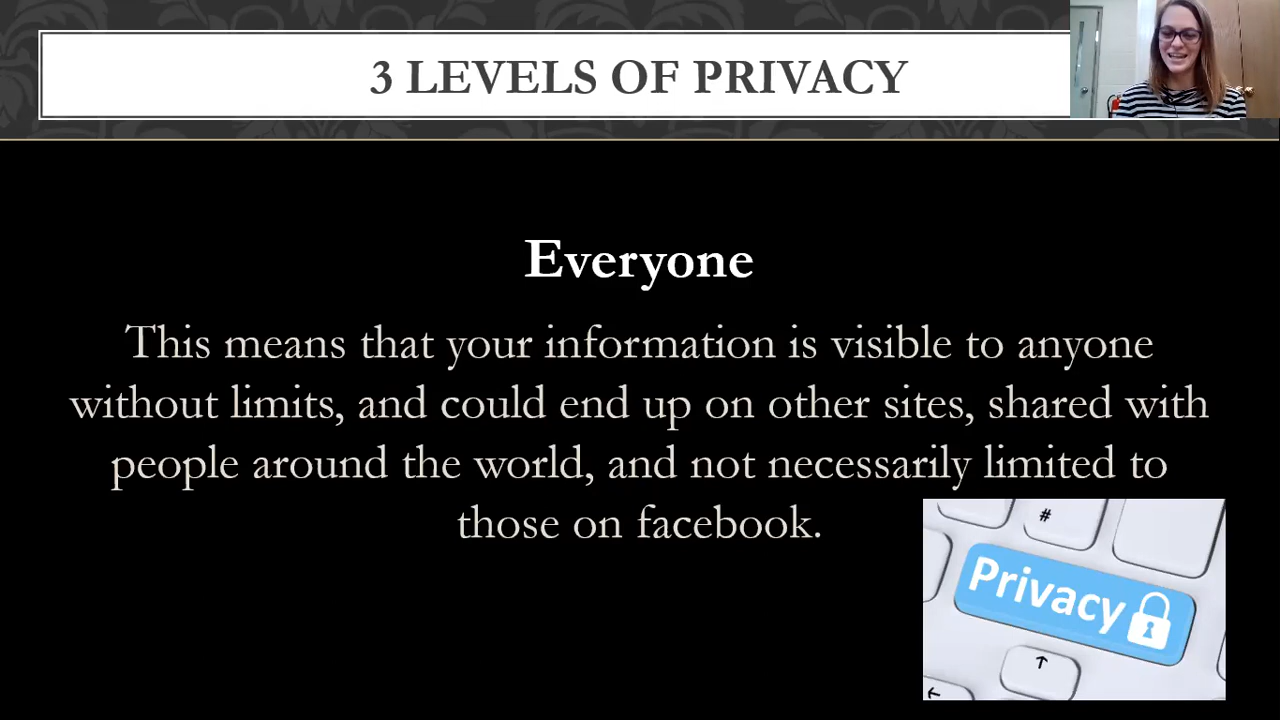 3 LEVELS OF PRIVACY
Everyone
This means that your information is visible to anyone
without limits, and could end up on other sites, shared with
people around the world, and not necessarily limited to
those on facebook.
#
Privacy
↑
←